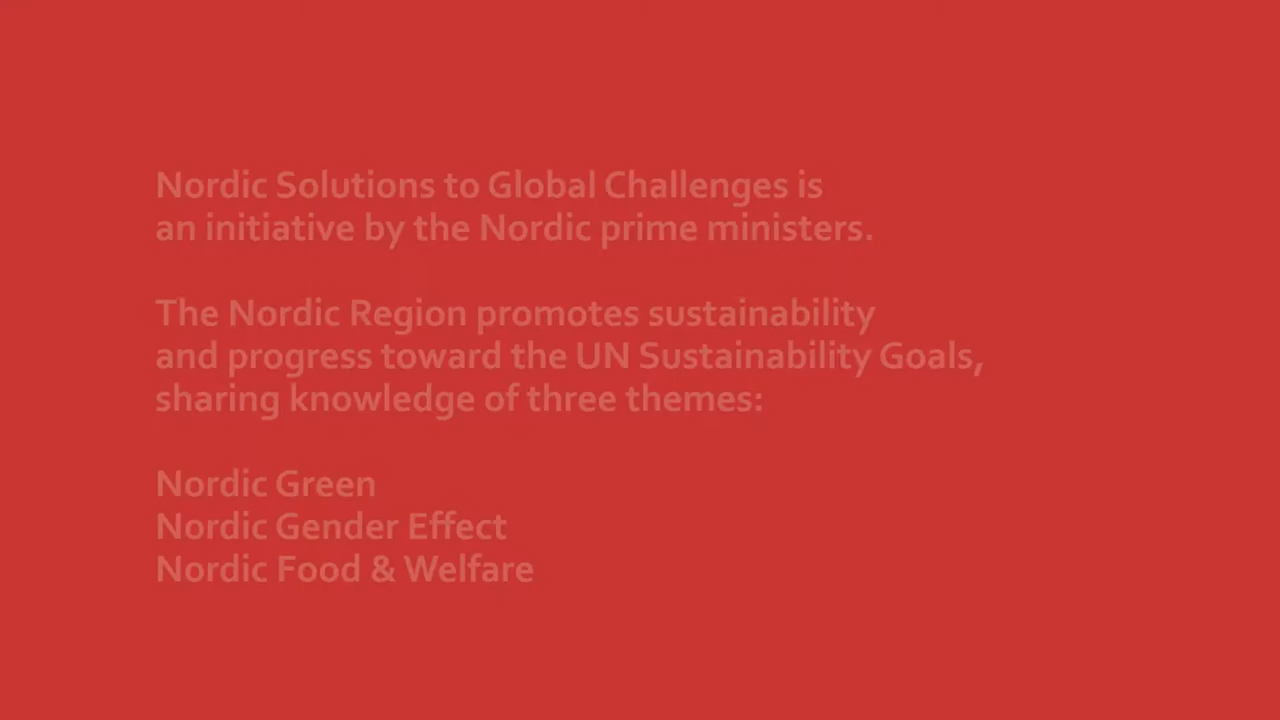 Nordic Solutions to Global Challenges is
an initiative by the Nordic prime ministers.
The Nordic Region promotes sustainability
and progress toward the UN Sustainability Goals,
sharing knowledge of three themes:
Nordic Green
Nordic Gender Effect
Nordic Food & Welfare